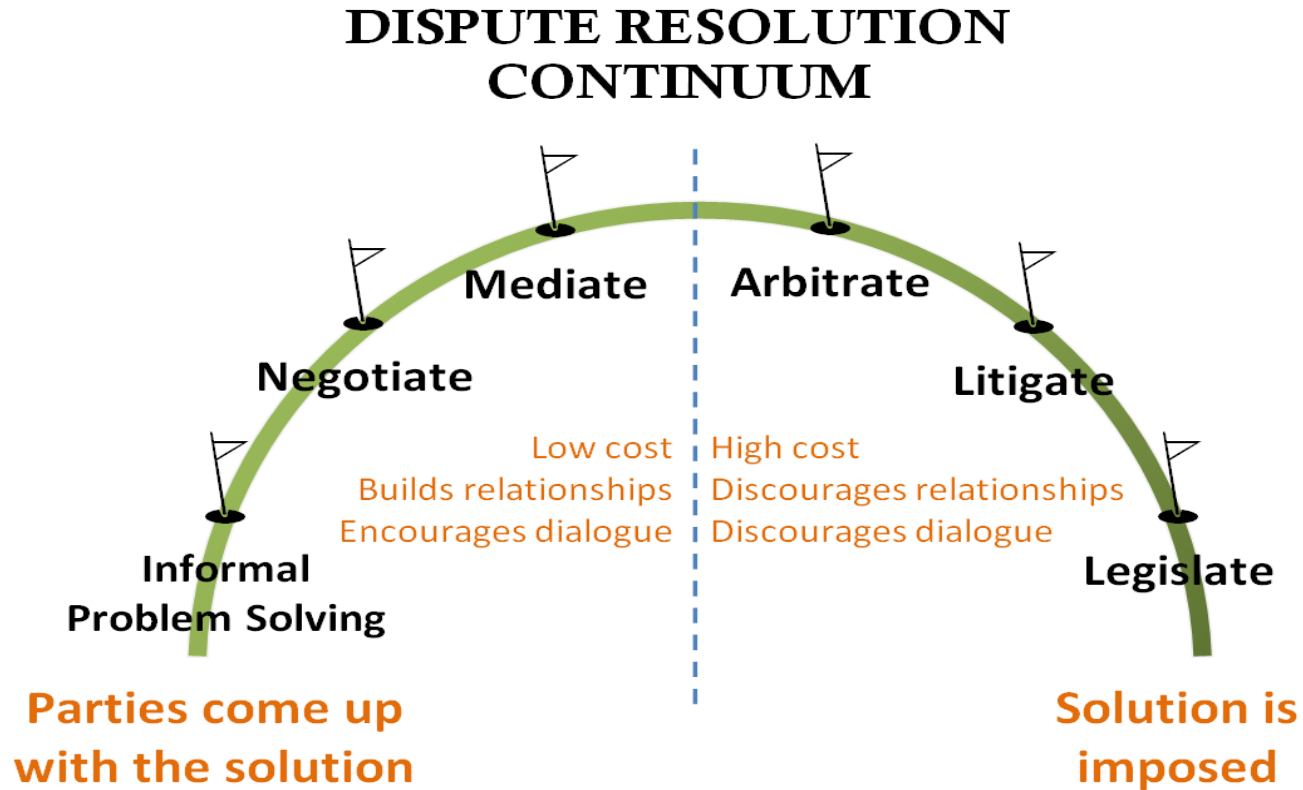 DISPUTE RESOLUTION
CONTINUUM
Mediate
Arbitrate
Negotiate
Litigate
Low cost
Builds relationships
Encourages dialogue
High cost
Discourages relationships
Discourages dialogue
Informal
Problem Solving
Legislate
Parties come up
with the solution
Solution is
imposed